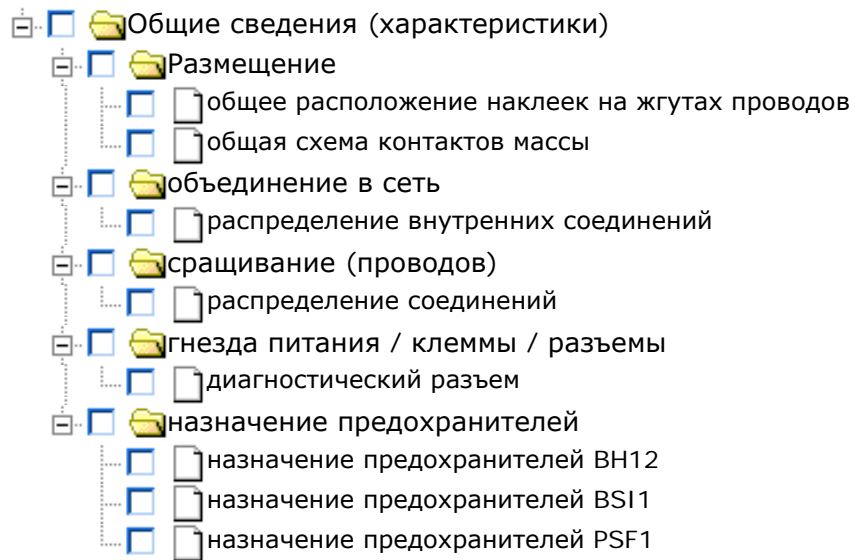 Общие сведения (характеристики)
Размещение
общее расположение наклеек на жгутах проводов
общая схема контактов массы
объединение в сеть
распределение внутренних соединений
сращивание (проводов)
распределение соединений
гнезда питания / клеммы / разъемы
диагностический разъем
назначение предохранителей
назначение предохранителей BH12
назначение предохранителей BSI1
назначение предохранителей PSF1